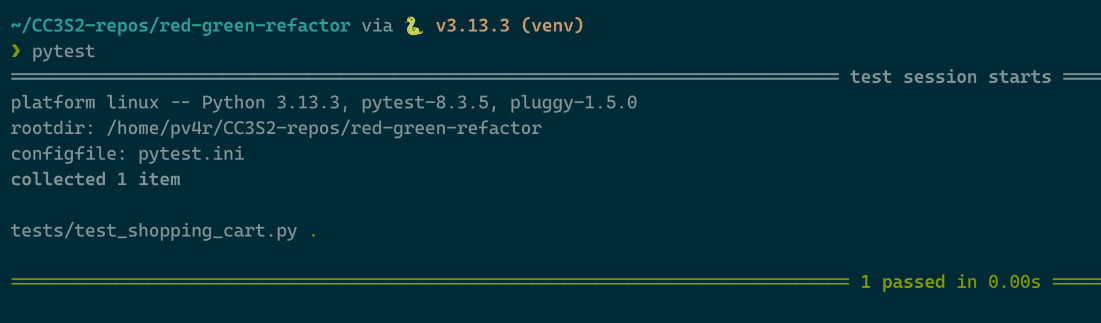 ~/CC3S2-repos/red-green-refactor via 🐍 v3.13.3 (venv)
❯ pytest
═══════════════════════════ test session starts ════
platform linux -- Python 3.13.3, pytest-8.3.5, pluggy-1.5.0
rootdir: /home/pv4r/CC3S2-repos/red-green-refactor
configfile: pytest.ini
collected 1 item
tests/test_shopping_cart.py .
═══════════════════════════ 1 passed in 0.00s ════